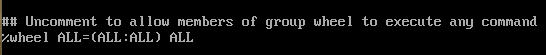 ## Uncomment to allow members of group wheel to execute any command
%wheel ALL=(ALL:ALL) ALL